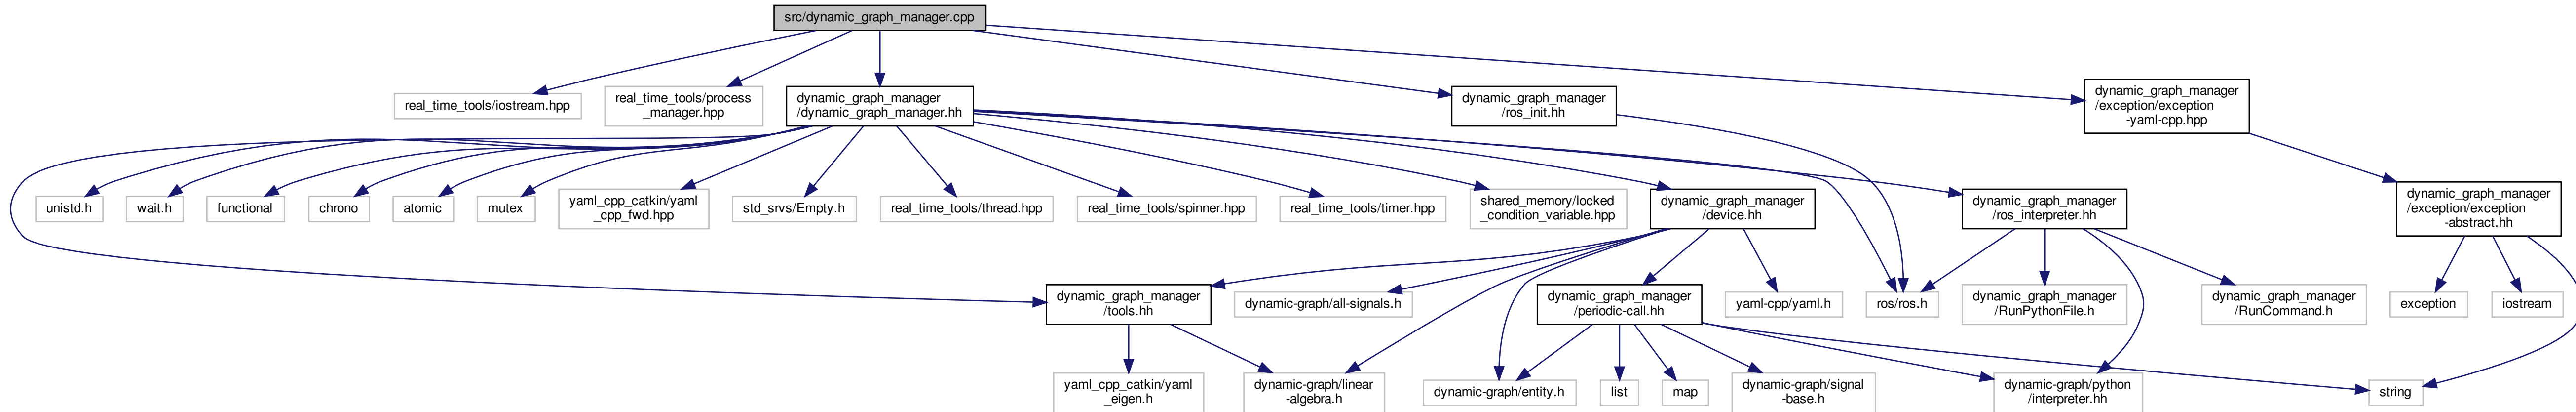 src/dynamic_graph_manager.cpp
real_time_tools/iostream.hpp
real_time_tools/process
_manager.hpp
dynamic_graph_manager
/dynamic_graph_manager.hh
dynamic_graph_manager
/ros_init.hh
dynamic_graph_manager
/exception/exception
-yaml-cpp.hpp
unistd.h
wait.h
functional
chrono
atomic
mutex
yaml_cpp_catkin/yaml
_cpp_fwd.hpp
std_srvs/Empty.h
real_time_tools/thread.hpp
real_time_tools/spinner.hpp
real_time_tools/timer.hpp
shared_memory/locked
_condition_variable.hpp
dynamic_graph_manager
/device.hh
dynamic_graph_manager
/ros_interpreter.hh
dynamic_graph_manager
/exception/exception
-abstract.hh
dynamic_graph_manager
/tools.hh
dynamic-graph/all-signals.h
dynamic_graph_manager
/periodic-call.hh
yaml-cpp/yaml.h
ros/ros.h
dynamic_graph_manager
/RunPythonFile.h
dynamic_graph_manager
/RunCommand.h
exception
iostream
yaml_cpp_catkin/yaml
_eigen.h
dynamic-graph/linear
-algebra.h
dynamic-graph/entity.h
list
map
dynamic-graph/signal
-base.h
dynamic-graph/python
/interpreter.hh
string